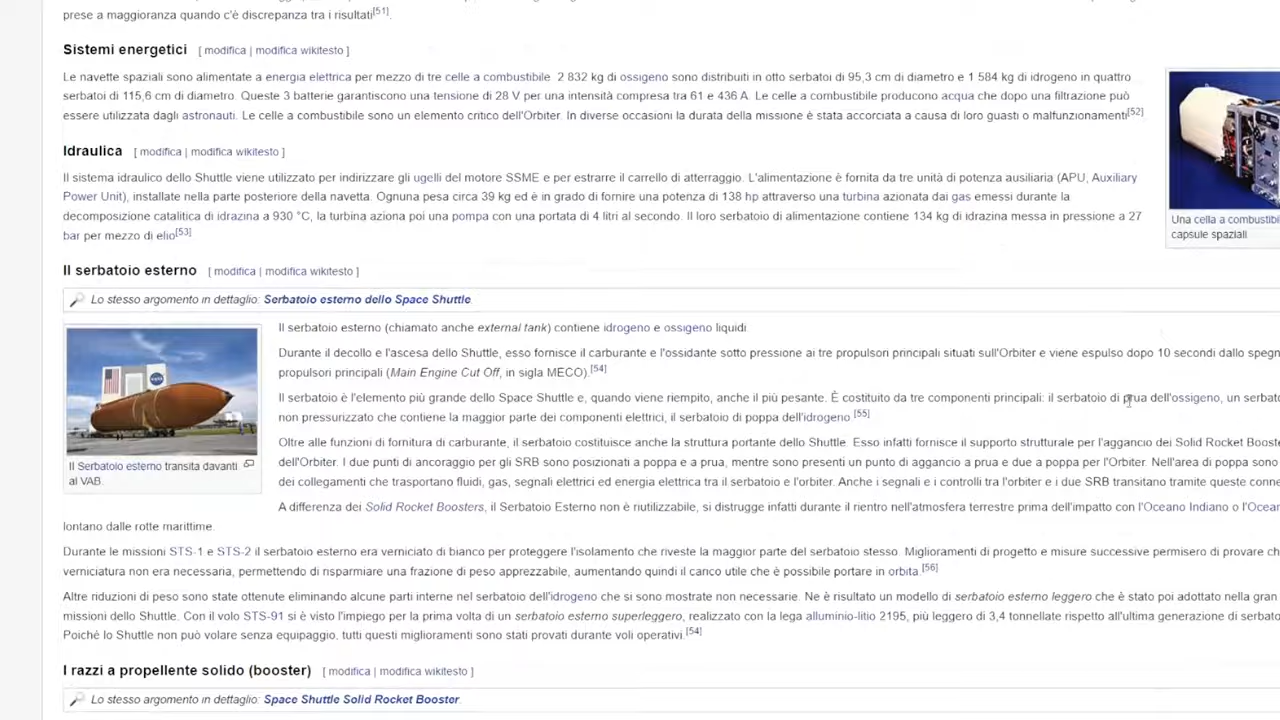 prese a maggioranza quando c'è discrepanza tra i risultati[51].
Sistemi energetici [ modifica | modifica wikitesto ]
Le navette spaziali sono alimentate a energia elettrica per mezzo di tre celle a combustibile. 2 832 kg di ossigeno sono distribuiti in otto serbatoi di 95,3 cm di diametro e 1 584 kg di idrogeno in quattro
serbatoi di 115,6 cm di diametro. Queste 3 batterie garantiscono una tensione di 28 V per una intensità compresa tra 61 e 436 A. Le celle a combustibile producono acqua che dopo una filtrazione può
essere utilizzata dagli astronauti. Le celle a combustibile sono un elemento critico dell'Orbiter. In diverse occasioni la durata della missione è stata accorciata a causa di loro guasti o malfunzionamenti[52]
Una cella a combustibi
capsule spaziali
Idraulica [ modifica | modifica wikitesto ]
Il sistema idraulico dello Shuttle viene utilizzato per indirizzare gli ugelli del motore SSME e per estrarre il carrello di atterraggio. L'alimentazione è fornita da tre unità di potenza ausiliaria (APU, Auxiliary
Power Unit), installate nella parte posteriore della navetta. Ognuna pesa circa 39 kg ed è in grado di fornire una potenza di 138 hp attraverso una turbina azionata dai gas emessi durante la
decomposizione catalitica di idrazina a 930 °C, la turbina aziona poi una pompa con una portata di 4 litri al secondo. Il loro serbatoio di alimentazione contiene 134 kg di idrazina messa in pressione a 27
bar per mezzo di elio[53]
Il serbatoio esterno [ modifica | modifica wikitesto ]
Lo stesso argomento in dettaglio: Serbatoio esterno dello Space Shuttle.
Il Serbatoio esterno transita davanti
al VAB.
Il serbatoio esterno (chiamato anche external tank) contiene idrogeno e ossigeno liquidi.
Durante il decollo e l'ascesa dello Shuttle, esso fornisce il carburante e l'ossidante sotto pressione ai tre propulsori principali situati sull'Orbiter e viene espulso dopo 10 secondi dallo spegn
propulsori principali (Main Engine Cut Off, in sigla MECO).[54]
Il serbatoio è l'elemento più grande dello Space Shuttle e, quando viene riempito, anche il più pesante. È costituito da tre componenti principali: il serbatoio di prua dell'ossigeno, un serbato
non pressurizzato che contiene la maggior parte dei componenti elettrici, il serbatoio di poppa dell'idrogeno.[55]
Oltre alle funzioni di fornitura di carburante, il serbatoio costituisce anche la struttura portante dello Shuttle. Esso infatti fornisce il supporto strutturale per l'aggancio dei Solid Rocket Booste
dell'Orbiter. I due punti di ancoraggio per gli SRB sono posizionati a poppa e a prua, mentre sono presenti un punto di aggancio a prua e due a poppa per l'Orbiter. Nell'area di poppa sono
dei collegamenti che trasportano fluidi, gas, segnali elettrici ed energia elettrica tra il serbatoio e l'orbiter. Anche i segnali e i controlli tra l'orbiter e i due SRB transitano tramite queste conne
A differenza dei Solid Rocket Boosters, il Serbatoio Esterno non è riutilizzabile, si distrugge infatti durante il rientro nell'atmosfera terrestre prima dell'impatto con l'Oceano Indiano o l'Ocean
lontano dalle rotte marittime.
Durante le missioni STS-1 e STS-2 il serbatoio esterno era verniciato di bianco per proteggere l'isolamento che riveste la maggior parte del serbatoio stesso. Miglioramenti di progetto e misure successive permisero di provare ch
verniciatura non era necessaria, permettendo di risparmiare una frazione di peso apprezzabile, aumentando quindi il carico utile che è possibile portare in orbita.[56]
Altre riduzioni di peso sono state ottenute eliminando alcune parti interne nel serbatoio dell'idrogeno che si sono mostrate non necessarie. Ne è risultato un modello di serbatoio esterno leggero che è stato poi adottato nella gran
missioni dello Shuttle. Con il volo STS-91 si è visto l'impiego per la prima volta di un serbatoio esterno superleggero, realizzato con la lega alluminio-litio 2195, più leggero di 3,4 tonnellate rispetto all'ultima generazione di serbato
Poiché lo Shuttle non può volare senza equipaggio, tutti questi miglioramenti sono stati provati durante voli operativi.[54]
I razzi a propellente solido (booster) [ modifica | modifica wikitesto ]
Lo stesso argomento in dettaglio: Space Shuttle Solid Rocket Booster.